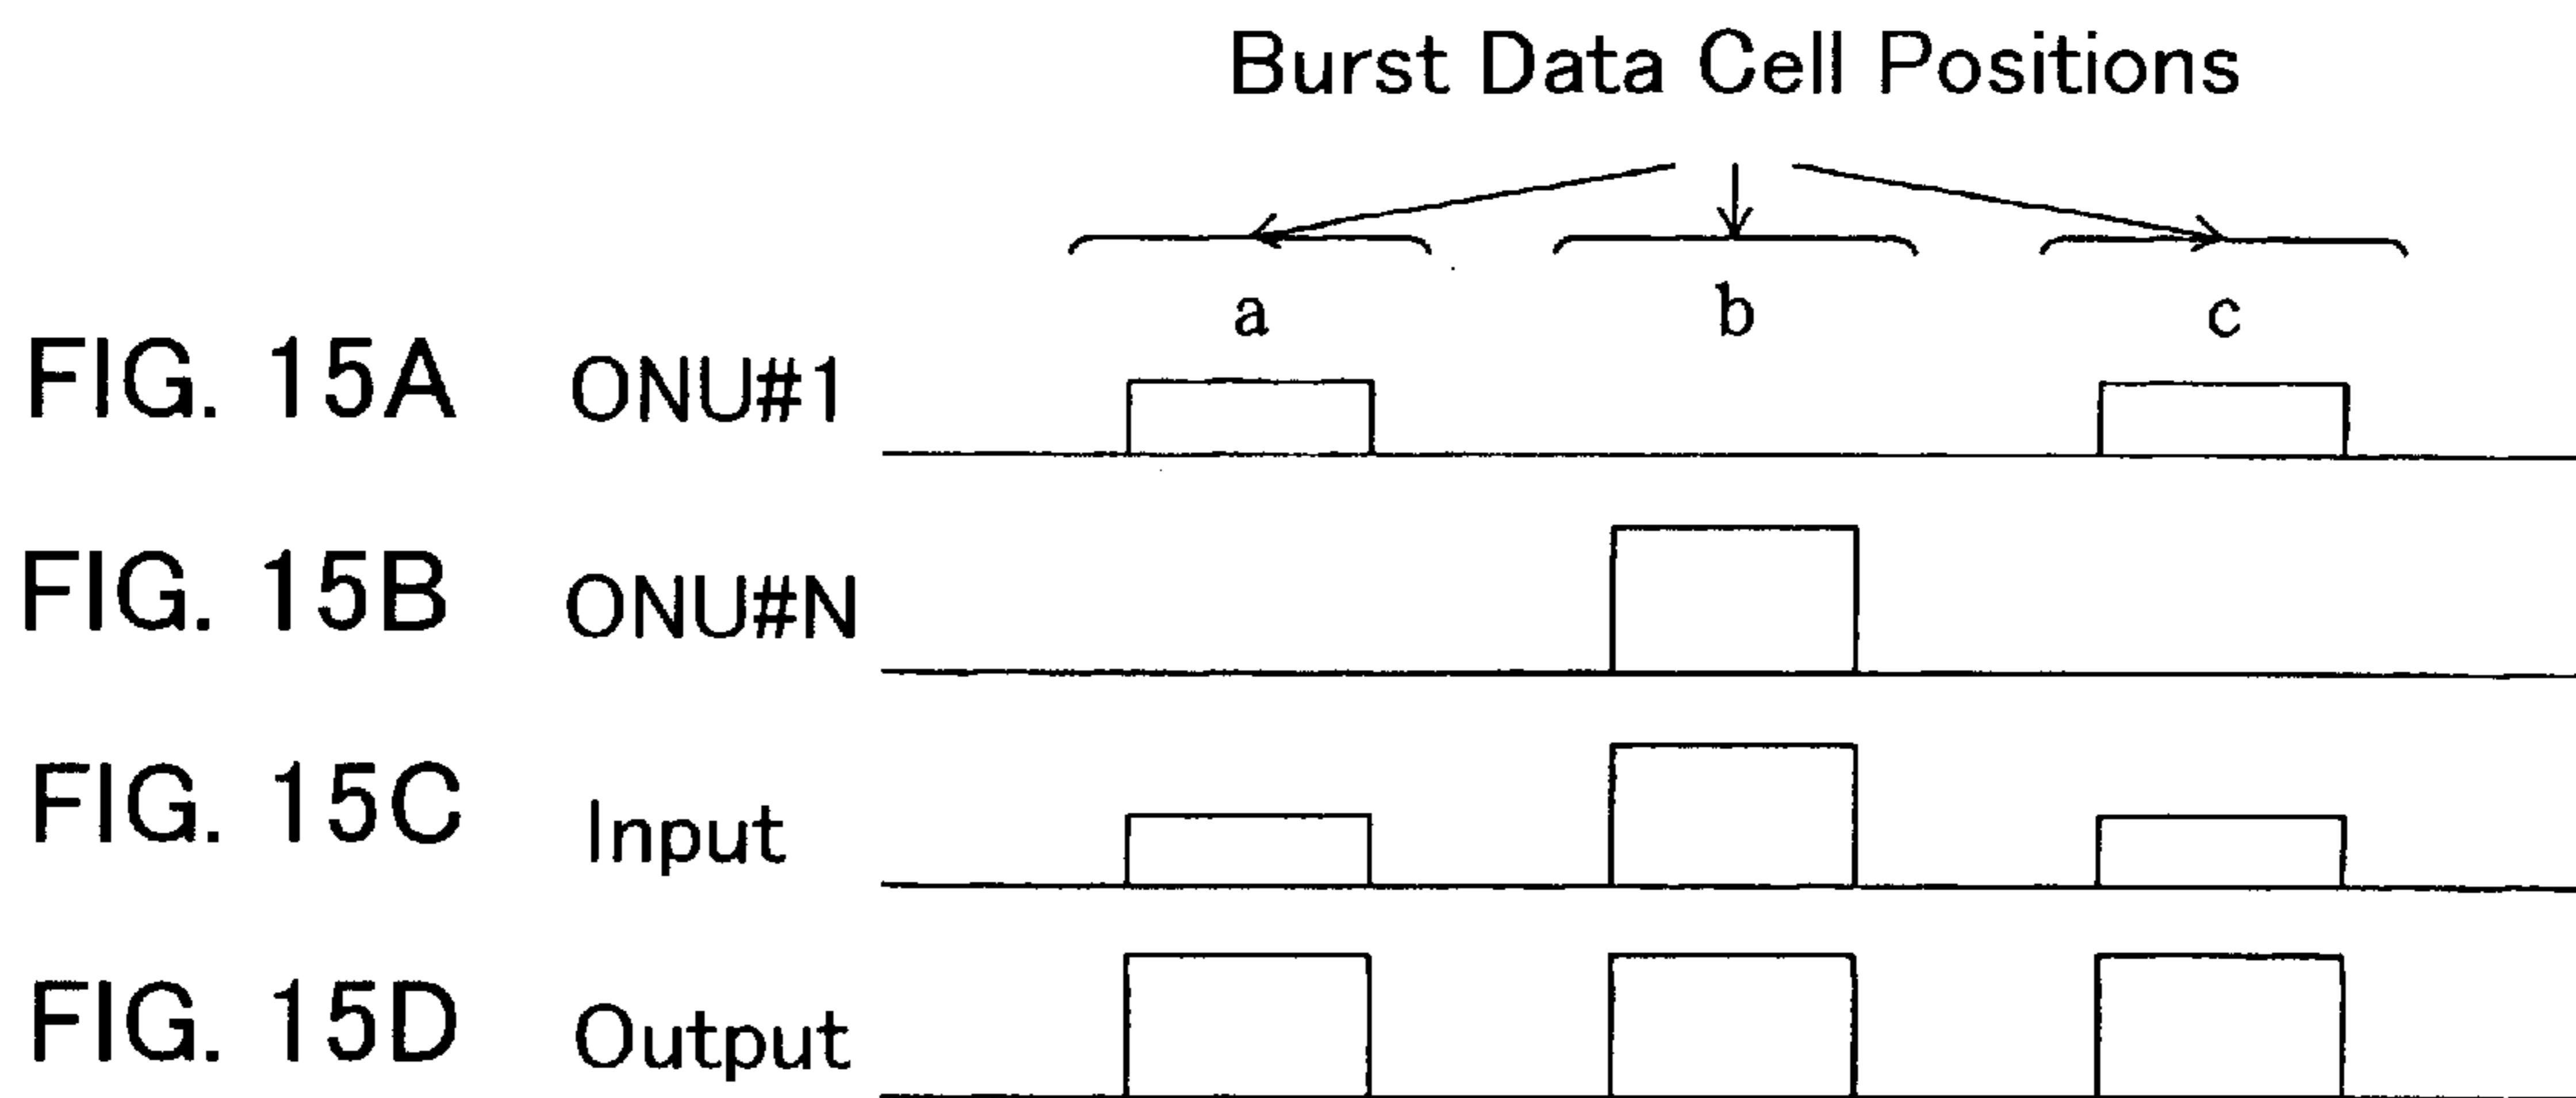 Burst Data Cell Positions
a b c
FIG. 15A ONU#1
FIG. 15B ONU#N
FIG. 15C Input
FIG. 15D Output